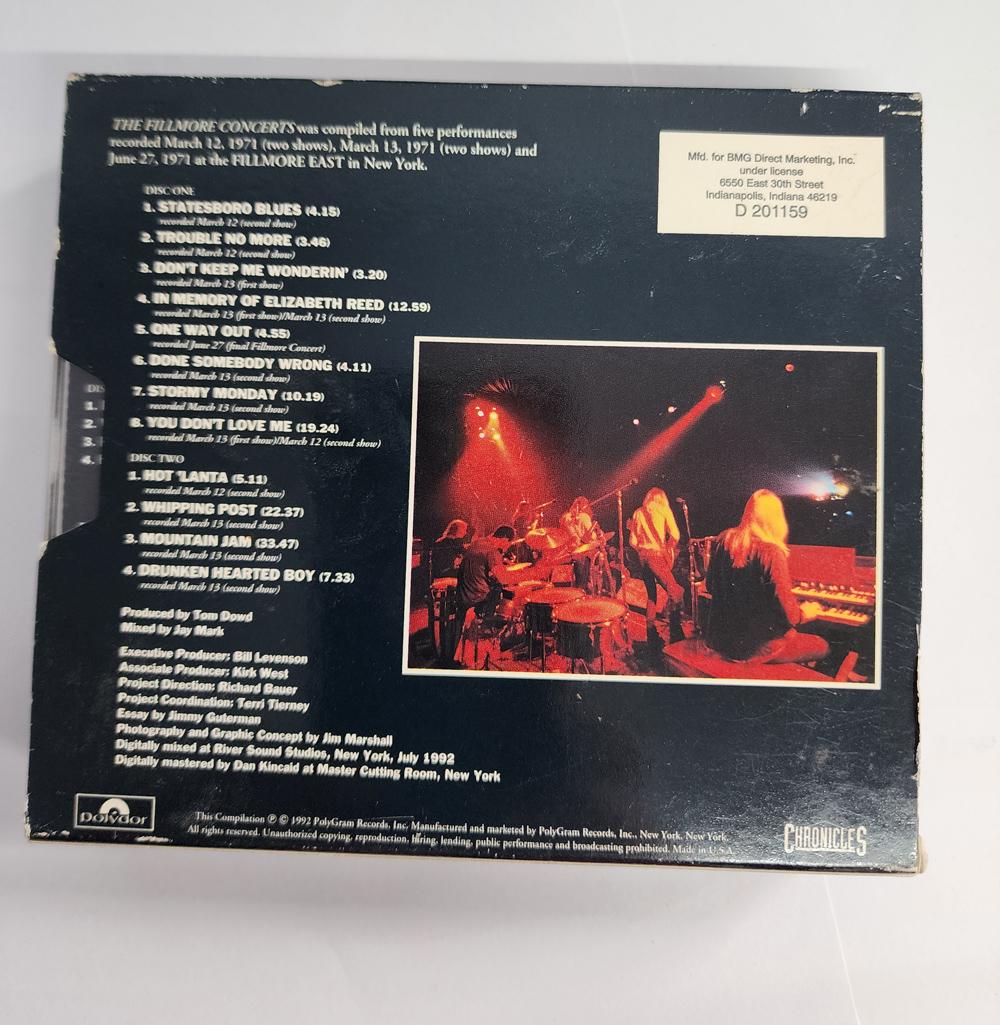 THE FILLMORE CONCERTS was compiled from five performances
recorded March 12, 1971 (two shows), March 13, 1971 (two shows) and
June 27, 1971 at the FILLMORE EAST in New York.
Mfd. for BMG Direct Marketing, Inc.
under license
6550 East 30th Street
Indianapolis, Indiana 46219
D 201159
DISC ONE
1. STATESBORO BLUES (4.15)
recorded March 12 (second show)
2. TROUBLE NO MORE (3.46)
recorded March 12 (second show)
3. DON'T KEEP ME WONDERIN' (3.20)
recorded March 13 (first show)
4. IN MEMORY OF ELIZABETH REED (12.59)
recorded March 13 (first show)/March 13 (second show)
5. ONE WAY OUT (4.55)
recorded June 27 (final Fillmore Concert)
6. DONE SOMEBODY WRONG (4.11)
recorded March 13 (second show)
7. STORMY MONDAY (10.19)
recorded March 13 (second show)
8. YOU DON'T LOVE ME (19.24)
recorded March 13 (first show)/March 12 (second show)
DISC TWO
1. HOT 'LANTA (5.11)
recorded March 12 (second show)
2. WHIPPING POST (22.37)
recorded March 13 (second show)
3. MOUNTAIN JAM (33.47)
recorded March 13 (second show)
4. DRUNKEN HEARTED BOY (7.33)
recorded March 13 (second show)
DIS
1.
2.
3.
4.
Produced by Tom Dowd
Mixed by Jay Mark
Executive Producer: Bill Levenson
Associate Producer: Kirk West
Project Direction: Richard Bauer
Project Coordination: Terri Tierney
Essay by Jimmy Guterman
Photography and Graphic Concept by Jim Marshall
Digitally mixed at River Sound Studios, New York, July 1992
Digitally mastered by Dan Kincaid at Master Cutting Room, New York
polydor
This Compilation ℗ © 1992 PolyGram Records, Inc. Manufactured and marketed by PolyGram Records, Inc., New York, New York.
All rights reserved. Unauthorized copying, reproduction, hiring, lending, public performance and broadcasting prohibited. Made in U.S.A.
CHRONICLES